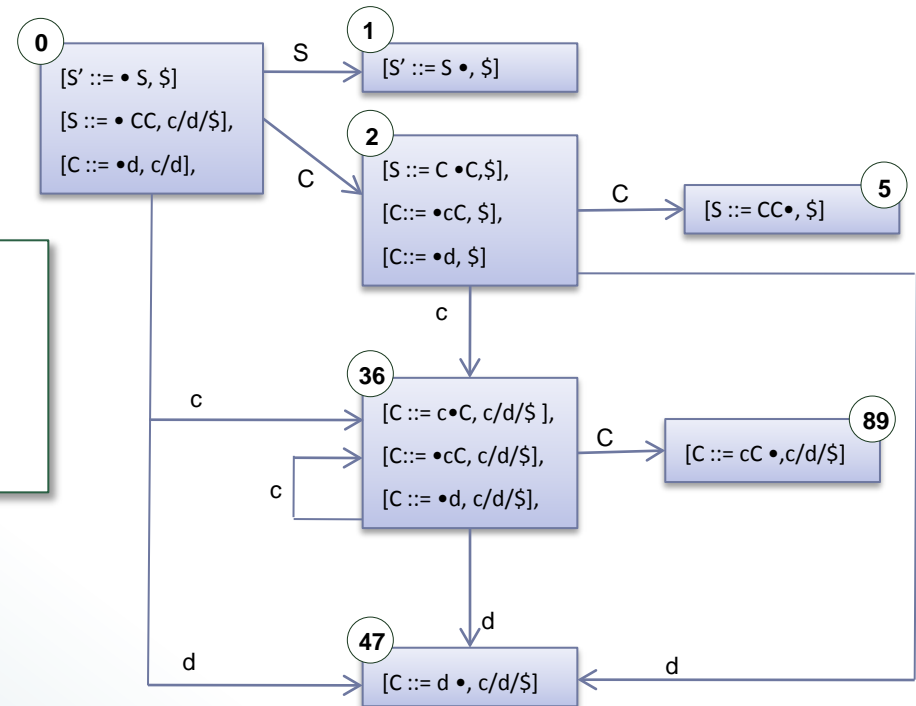 0
[S’ ::= • S, $]
[S ::= • CC, c/d/$],
[C ::= •d, c/d],
S
1
[S’ ::= S •, $]
C
2
[S ::= C •C,$],
[C::= •cC, $],
[C::= •d, $]
C
5
[S ::= CC•, $]
c
c
36
[C ::= c•C, c/d/$ ],
[C::= •cC, c/d/$],
[C ::= •d, c/d/$],
c
C
89
[C ::= cC •,c/d/$]
d
d
47
[C ::= d •, c/d/$]
d